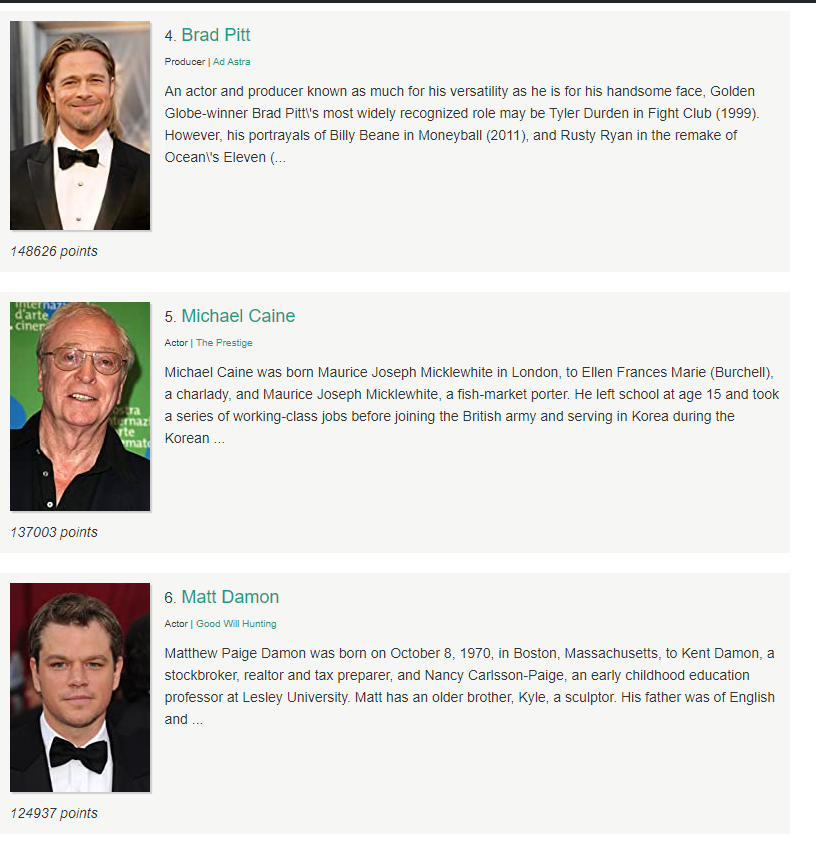 4. Brad Pitt
Producer | Ad Astra
An actor and producer known as much for his versatility as he is for his handsome face, Golden
Globe-winner Brad Pitt\'s most widely recognized role may be Tyler Durden in Fight Club (1999).
However, his portrayals of Billy Beane in Moneyball (2011), and Rusty Ryan in the remake of
Ocean\'s Eleven (...
148626 points
d'arte
cinem
5. Michael Caine
Actor | The Prestige
Michael Caine was born Maurice Joseph Micklewhite in London, to Ellen Frances Marie (Burchell),
a charlady, and Maurice Joseph Micklewhite, a fish-market porter. He left school at age 15 and took
a series of working-class jobs before joining the British army and serving in Korea during the
Korean ...
137003 points
6. Matt Damon
Actor | Good Will Hunting
Matthew Paige Damon was born on October 8, 1970, in Boston, Massachusetts, to Kent Damon, a
stockbroker, realtor and tax preparer, and Nancy Carlsson-Paige, an early childhood education
professor at Lesley University. Matt has an older brother, Kyle, a sculptor. His father was of English
and ...
124937 points